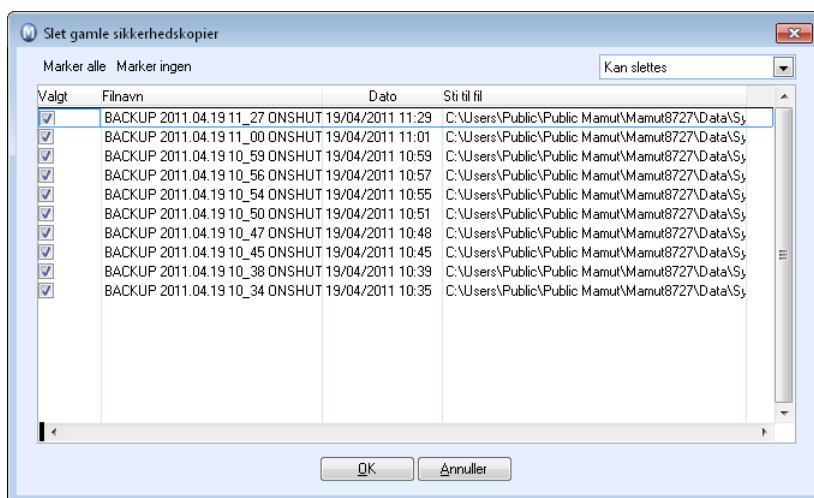 Slet gamle sikkerhedskopier
Marker alle Marker ingen Kan slettes
Valgt Filnavn Dato Sti til fil
BACKUP 2011.04.19 11_27 ONSHUT 19/04/2011 11:29 C:\Users\Public\Public Mamut\Mamut8727\Data\Sy
BACKUP 2011.04.19 11_00 ONSHUT 19/04/2011 11:01 C:\Users\Public\Public Mamut\Mamut8727\Data\Sy
BACKUP 2011.04.19 10_59 ONSHUT 19/04/2011 10:59 C:\Users\Public\Public Mamut\Mamut8727\Data\Sy
BACKUP 2011.04.19 10_56 ONSHUT 19/04/2011 10:57 C:\Users\Public\Public Mamut\Mamut8727\Data\Sy
BACKUP 2011.04.19 10_54 ONSHUT 19/04/2011 10:55 C:\Users\Public\Public Mamut\Mamut8727\Data\Sy
BACKUP 2011.04.19 10_50 ONSHUT 19/04/2011 10:51 C:\Users\Public\Public Mamut\Mamut8727\Data\Sy
BACKUP 2011.04.19 10_47 ONSHUT 19/04/2011 10:48 C:\Users\Public\Public Mamut\Mamut8727\Data\Sy
BACKUP 2011.04.19 10_45 ONSHUT 19/04/2011 10:45 C:\Users\Public\Public Mamut\Mamut8727\Data\Sy
BACKUP 2011.04.19 10_38 ONSHUT 19/04/2011 10:39 C:\Users\Public\Public Mamut\Mamut8727\Data\Sy
BACKUP 2011.04.19 10_34 ONSHUT 19/04/2011 10:35 C:\Users\Public\Public Mamut\Mamut8727\Data\Sy
OK Annuller